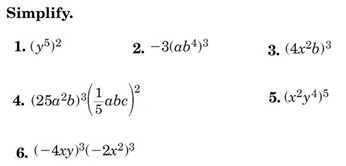 Simplify.
1. (y⁵)² 2. −3(ab⁴)³ 3. (4x²b)³
4. (25a²b)³(1/5 abc)² 5. (x²y⁴)⁵
6. (−4xy)³(−2x²)³